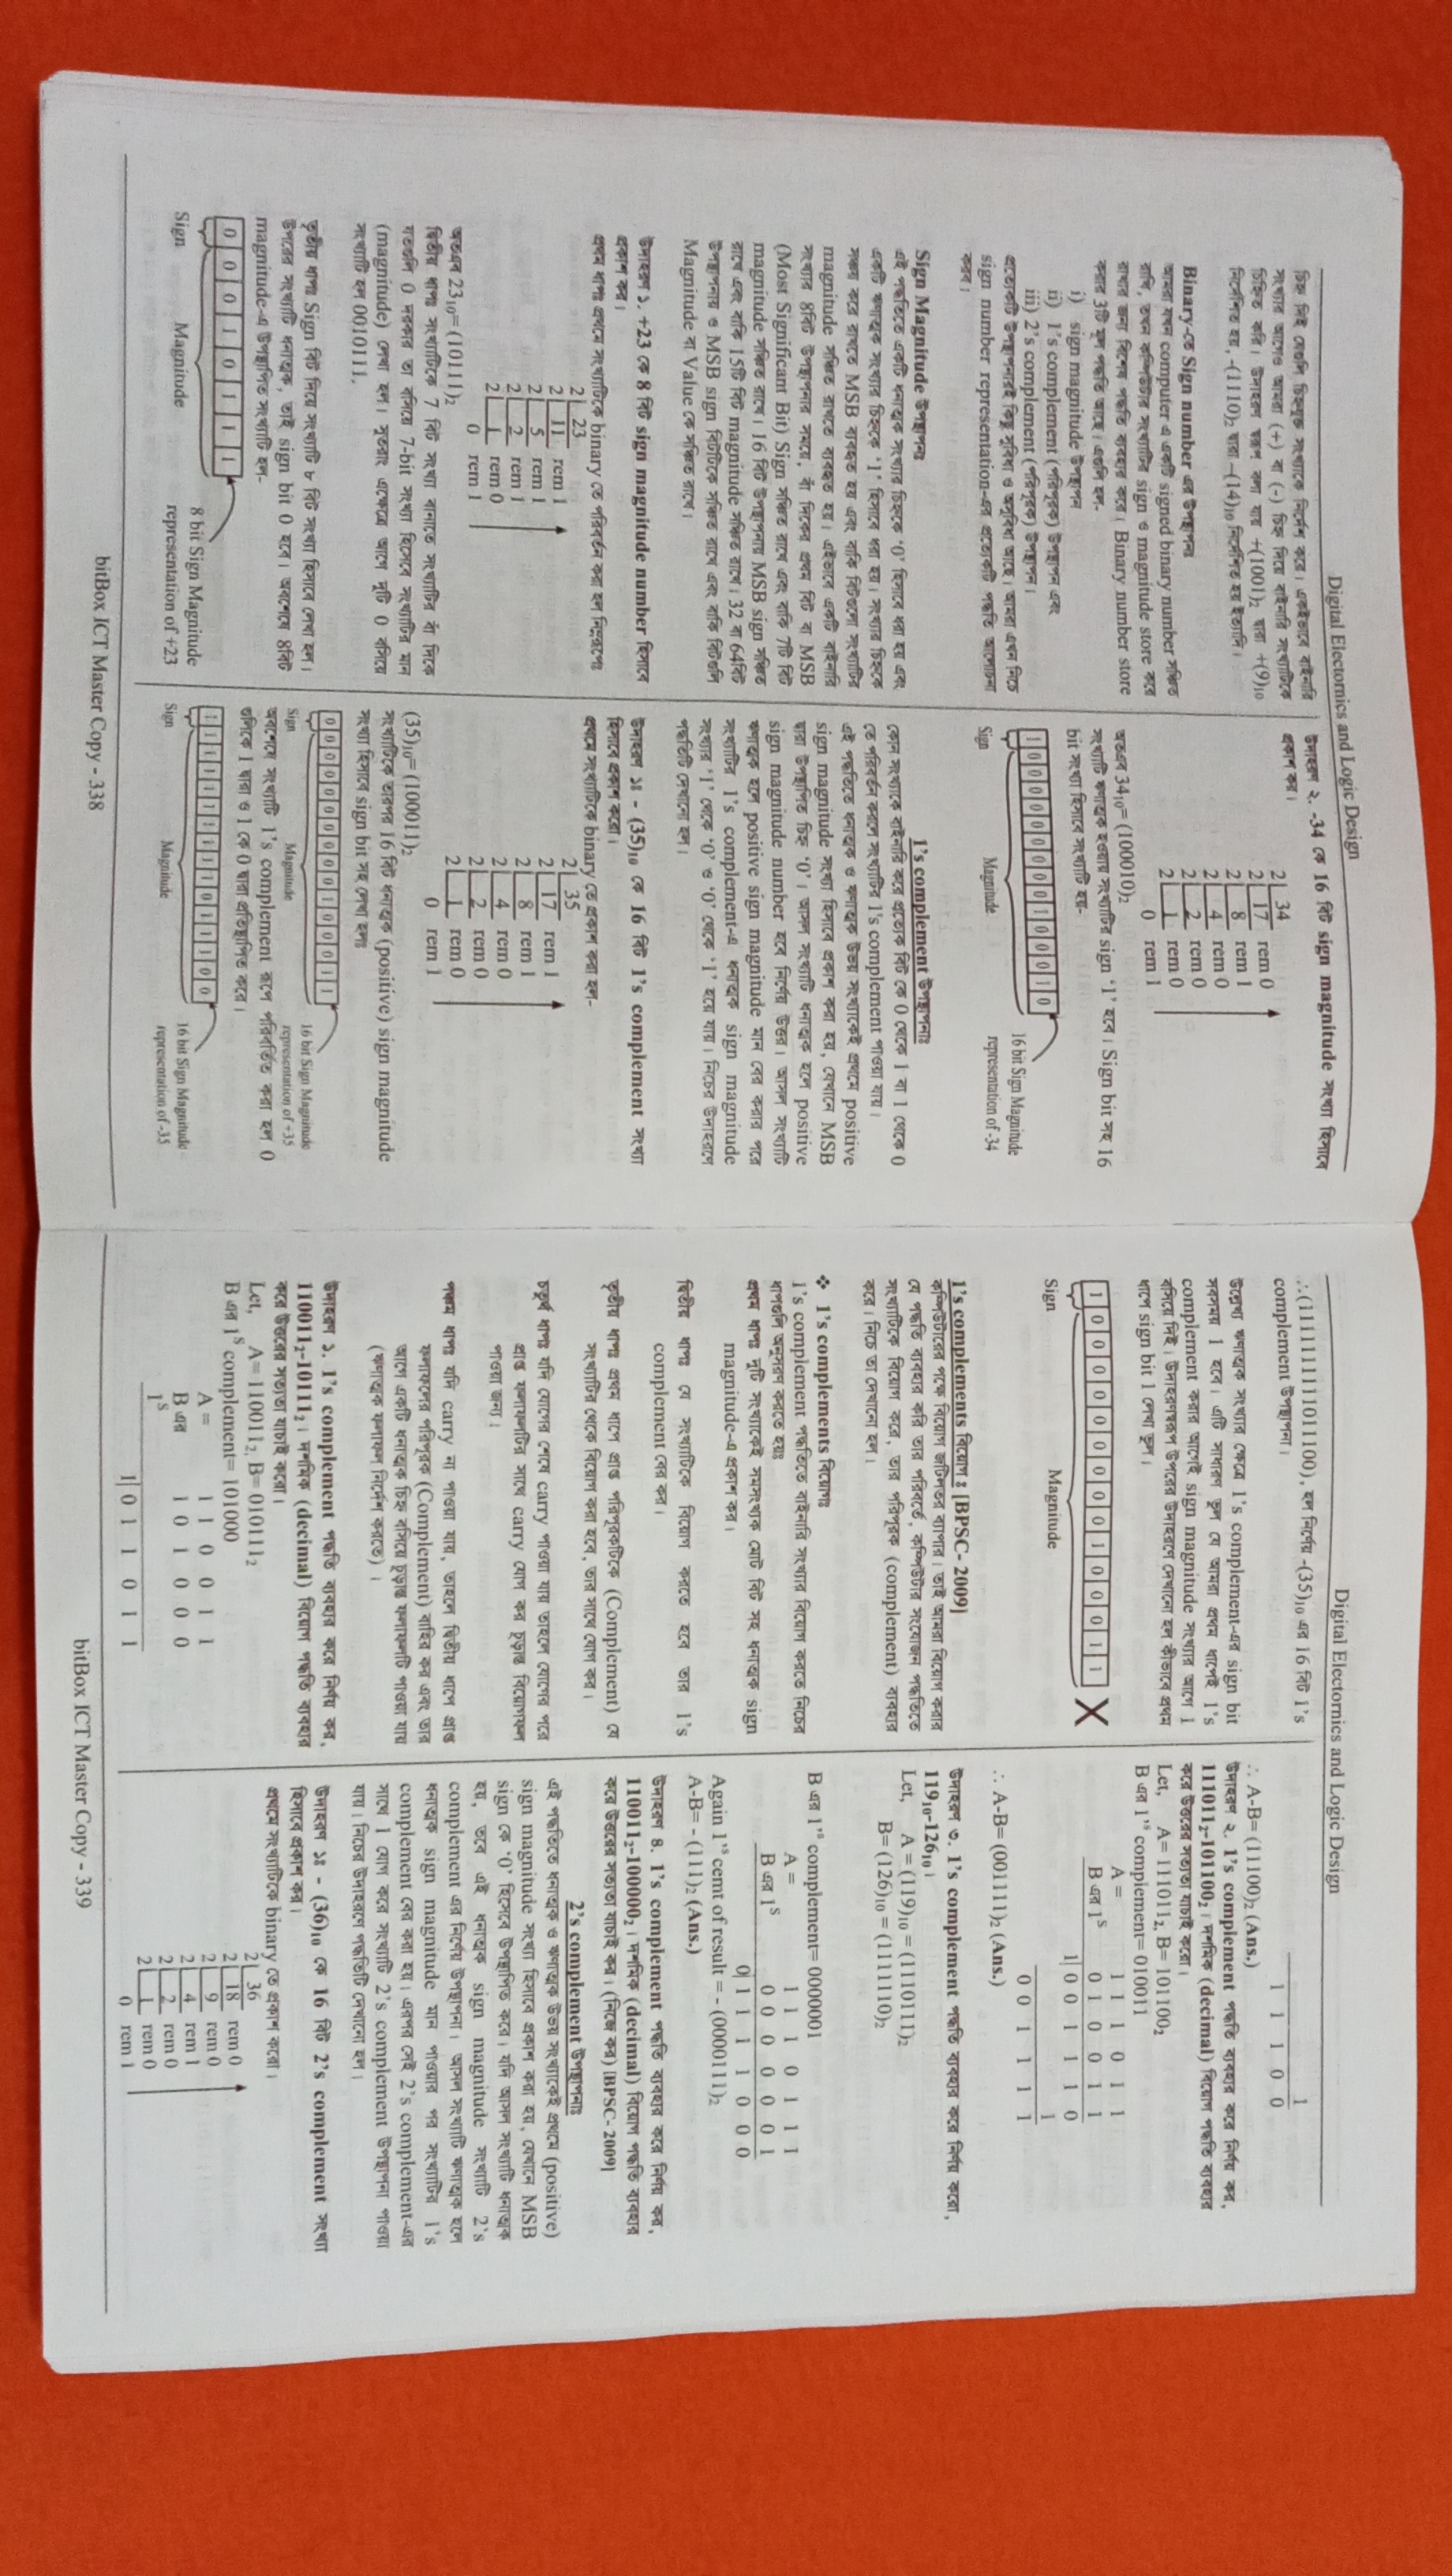 Digital Electornics and Logic Design
চিহ্ন দিই যেগুলি চিহ্নযুক্ত সংখ্যাকে নির্দেশ করে। একইভাবে বাইনারি
সংখ্যার আগেও আমরা (+) বা (-) চিহ্ন দিয়ে বাইনারি সংখ্যাটিকে
চিহ্নিত করি। উদাহরণ স্বরূপ বলা যায় +(1001)₂ দ্বারা +(9)₁₀
নির্দেশিত হয়, -(1110)₂ দ্বারা –(14)₁₀ নির্দেশিত হয় ইত্যাদি।
Binary-তে Sign number এর উপস্থাপনঃ
আমরা যখন computer এ একটি signed binary number সঞ্চিত
রাখি, তখন কম্পিউটার সংখ্যাটির sign ও magnitude store করে
রাখার জন্য বিশেষ পদ্ধতি ব্যবহার করে। Binary number store
করার 3টি মূল পদ্ধতি আছে। এগুলি হল-
i) sign magnitude উপস্থাপন
ii) 1's complement (পরিপূরক) উপস্থাপন এবং
iii) 2's complement (পরিপূরক) উপস্থাপন।
প্রত্যেকটি উপস্থাপনারই কিছু সুবিধা ও অসুবিধা আছে। আমরা এখন নিচে
sign number representation-এর প্রত্যেকটি পদ্ধতি আলোচনা
করব।
Sign Magnitude উপস্থাপনঃ
এই পদ্ধতিতে একটি ধনাত্মক সংখ্যার চিহ্নকে ‘0’ হিসাবে ধরা হয় এবং
একটি ঋণাত্মক সংখ্যার চিহ্নকে ‘1’ হিসাবে ধরা হয়। সংখ্যার চিহ্নকে
সঞ্চয় করে রাখতে MSB ব্যবহৃত হয় এবং বাকি বিটগুলো সংখ্যাটির
magnitude সঞ্চিত রাখতে ব্যবহৃত হয়। এইভাবে একটি বাইনারি
সংখ্যার 8বিট উপস্থাপনার সময়ে, বাঁ দিকের প্রথম বিট বা MSB
(Most Significant Bit) Sign সঞ্চিত রাখে এবং বাকি 7টি বিট
magnitude সঞ্চিত রাখে। 16 বিট উপস্থাপনায় MSB sign সঞ্চিত
রাখে এবং বাকি 15টি বিট magnitude সঞ্চিত রাখে। 32 বা 64বিট
উপস্থাপনায় ও MSB sign বিটটিকে সঞ্চিত রাখে এবং বাকি বিটগুলি
Magnitude বা Value কে সঞ্চিত রাখে।
উদাহরণ ১. +23 কে 8 বিট sign magnitude number হিসাবে
প্রকাশ কর।
প্রথম ধাপঃ প্রথমে সংখ্যাটিকে binary তে পরিবর্তন করা হল নিম্নরূপেঃ
2 23
2 11 rem 1
2 5 rem 1
2 2 rem 1
2 1 rem 0
0 rem 1
অতএব 23₁₀= (10111)₂
দ্বিতীয় ধাপঃ সংখ্যাটিকে 7 বিট সংখ্যা বানাতে সংখ্যাটির বাঁ দিকে
যতগুলি 0 দরকার তা বসিয়ে 7-bit সংখ্যা হিসেবে সংখ্যাটির মান
(magnitude) লেখা হল। সুতরাং এক্ষেত্রে আগে দুটি 0 বসিয়ে
সংখ্যাটি হল 0010111.
তৃতীয় ধাপঃ Sign বিট দিয়ে সংখ্যাটি ৮ বিট সংখ্যা হিসাবে লেখা হল।
উপরের সংখ্যাটি ধনাত্মক, তাই sign bit 0 হবে। অবশেষে 8বিট
magnitude-এ উপস্থাপিত সংখ্যাটি হল-
0 0 0 1 0 1 1 1
Sign Magnitude
8 bit Sign Magnitude
representation of +23
উদাহরণ ২. -34 কে 16 বিট sign magnitude সংখ্যা হিসাবে
প্রকাশ কর।
2 34
2 17 rem 0
2 8 rem 1
2 4 rem 0
2 2 rem 0
2 1 rem 0
0 rem 1
অতএব 34₁₀= (100010)₂
সংখ্যাটি ঋণাত্মক হওয়ায় সংখ্যাটির sign ‘1’ হবে। Sign bit সহ 16
bit সংখ্যা হিসাবে সংখ্যাটি হয়-
1 0 0 0 0 0 0 0 0 0 1 0 0 0 1 0
Sign Magnitude
16 bit Sign Magnitude
representation of -34
1's complement উপস্থাপনাঃ
কোন সংখ্যাকে বাইনারি করে প্রত্যেক বিট কে 0 থেকে 1 বা 1 থেকে 0
তে পরিবর্তন করলে সংখ্যাটির 1's complement পাওয়া যায়।
এই পদ্ধতিতে ধনাত্মক ও ঋণাত্মক উভয় সংখ্যাকেই প্রথমে positive
sign magnitude সংখ্যা হিসাবে প্রকাশ করা হয়, যেখানে MSB
দ্বারা উপস্থাপিত চিহ্ন ‘0’। আসল সংখ্যাটি ধনাত্মক হলে positive
sign magnitude number হবে নির্ণেয় উত্তর। আসল সংখ্যাটি
ঋণাত্মক হলে positive sign magnitude মান বের করার পরে
সংখ্যাটির 1's complement-এ ধনাত্মক sign magnitude
সংখ্যার ‘1’ থেকে ‘0’ ও ‘0’ থেকে ‘1’ হয়ে যায়। নিচের উদাহরণে
পদ্ধতিটি দেখানো হল।
উদাহরণ ১ঃ - (35)₁₀ কে 16 বিট 1's complement সংখ্যা
হিসাবে প্রকাশ করো।
প্রথমে সংখ্যাটিকে binary তে প্রকাশ করা হল-
2 35
2 17 rem 1
2 8 rem 1
2 4 rem 0
2 2 rem 0
2 1 rem 0
0 rem 1
(35)₁₀= (100011)₂
সংখ্যাটিকে তারপর 16 বিট ধনাত্মক (positive) sign magnitude
সংখ্যা হিসাবে sign bit সহ লেখা হলঃ
0 0 0 0 0 0 0 0 0 0 1 0 0 0 1 1
Sign Magnitude
16 bit Sign Magnitude
representation of +35
অবশেষে সংখ্যাটি 1's complement রূপে পরিবর্তিত করা হল 0
গুলিকে 1 দ্বারা ও 1 কে 0 দ্বারা প্রতিস্থাপিত করে।
1 1 1 1 1 1 1 1 1 1 0 1 1 1 0 0
Sign Magnitude
16 bit Sign Magnitude
representation of -35
bitBox ICT Master Copy - 338
Digital Electornics and Logic Design
∴(1111111111011100), হল নির্ণেয় -(35)₁₀ এর 16 বিট 1's
complement উপস্থাপনা।
উল্লেখ্য ঋণাত্মক সংখ্যার ক্ষেত্রে 1's complement-এর sign bit
সবসময় 1 হবে। এটি সাধারণ ভুল যে আমরা প্রথম ধাপেই 1's
complement করার আগেই sign magnitude সংখ্যার আগে 1
বসিয়ে দিই। উদাহরণস্বরূপ উপরের উদাহরণে দেখানো হল কীভাবে প্রথম
ধাপে sign bit 1 লেখা ভুল।
1 0 0 0 0 0 0 0 0 0 1 0 0 0 1 1 X
Sign Magnitude
1's complements বিয়োগ ঃ [BPSC- 2009]
কম্পিউটারের পক্ষে বিয়োগ জটিলতর ব্যাপার। তাই আমরা বিয়োগ করার
যে পদ্ধতি ব্যবহার করি তার পরিবর্তে, কম্পিউটার সংযোজন পদ্ধতিতে
সংখ্যাটিকে বিয়োগ করে, তার পরিপূরক (complement) ব্যবহার
করে। নিচে তা দেখানো হল।
❖ 1's complements বিয়োগঃ
1's complement পদ্ধতিতে বাইনারি সংখ্যার বিয়োগ করতে নিচের
ধাপগুলি অনুসরণ করতে হয়ঃ
প্রথম ধাপঃ দুটি সংখ্যাকেই সমসংখ্যক মোট বিট সহ ধনাত্মক sign
magnitude-এ প্রকাশ কর।
দ্বিতীয় ধাপঃ যে সংখ্যাটিকে বিয়োগ করতে হবে তার 1's
complement বের কর।
তৃতীয় ধাপঃ প্রথম ধাপে প্রাপ্ত পরিপূরকটিকে (Complement) যে
সংখ্যাটির থেকে বিয়োগ করা হবে, তার সাথে যোগ কর।
চতুর্থ ধাপঃ যদি যোগের শেষে carry পাওয়া যায় তাহলে যোগের পরে
প্রাপ্ত ফলাফলটির সাথে carry যোগ কর চূড়ান্ত বিয়োগফল
পাওয়া জন্য।
পঞ্চম ধাপঃ যদি carry না পাওয়া যায়, তাহলে দ্বিতীয় ধাপে প্রাপ্ত
ফলাফলের পরিপূরক (Complement) বাহির কর এবং তার
আগে একটি ধনাত্মক চিহ্ন বসিয়ে চূড়ান্ত ফলাফলটি পাওয়া যায়
(ঋণাত্মক ফলাফল নির্দেশ করতে) ।
উদাহরণ ১. 1's complement পদ্ধতি ব্যবহার করে নির্ণয় কর,
110011₂-10111₂। দশমিক (decimal) বিয়োগ পদ্ধতি ব্যবহার
করে উত্তরের সত্যতা যাচাই করো।
Let, A= 110011₂, B= 010111₂
B এর 1ˢ complement= 101000
A = 1 1 0 0 1 1
B এর 1 0 1 0 0 0
1ˢ
1 0 1 1 0 1 1
1
1 1 1 0 0
∴ A-B= (11100)₂ (Ans.)
উদাহরণ ২. 1's complement পদ্ধতি ব্যবহার করে নির্ণয় কর,
111011₂-101100₂। দশমিক (decimal) বিয়োগ পদ্ধতি ব্যবহার
করে উত্তরের সত্যতা যাচাই করো।
Let, A= 111011₂, B= 101100₂
B এর 1'ˢ complement= 010011
A = 1 1 1 0 1 1
B এর 1ˢ 0 1 0 0 1 1
1 0 0 1 1 1 0
1
0 0 1 1 1 1
∴ A-B= (001111)₂ (Ans.)
উদাহরণ ৩. 1's complement পদ্ধতি ব্যবহার করে নির্ণয় করো,
119₁₀-126₁₀।
Let, A = (119)₁₀ = (1110111)₂
B= (126)₁₀ = (1111110)₂
B এর 1'ˢ complement= 0000001
A = 1 1 1 0 1 1 1
B এর 1ˢ 0 0 0 0 0 0 1
0 1 1 1 1 0 0 0
Again 1'ˢ cemt of result = - (0000111)₂
A-B= - (111)₂ (Ans.)
উদাহরণ 8. 1's complement পদ্ধতি ব্যবহার করে নির্ণয় কর,
110011₂-100000₂। দশমিক (decimal) বিয়োগ পদ্ধতি ব্যবহার
করে উত্তরের সত্যতা যাচাই কর। (নিজে কর) [BPSC- 2009]
2's complement উপস্থাপনাঃ
এই পদ্ধতিতে ধনাত্মক ও ঋণাত্মক উভয় সংখ্যাকেই প্রথমে (positive)
sign magnitude সংখ্যা হিসাবে প্রকাশ করা হয়, যেখানে MSB
sign কে ‘0’ হিসেবে উপস্থাপিত করে। যদি আসল সংখ্যাটি ধনাত্মক
হয়, তবে এই ধনাত্মক sign magnitude সংখ্যাটি 2's
complement এর নির্ণেয় উপস্থাপনা। আসল সংখ্যাটি ঋণাত্মক হলে
ধনাত্মক sign magnitude মান পাওয়ার পর সংখ্যাটির 1's
complement বের করা হয়। এরপর সেই 2's complement-এর
সাথে 1 যোগ করে সংখ্যাটি 2's complement উপস্থাপনা পাওয়া
যায়। নিচের উদাহরণে পদ্ধতিটি দেখানো হল।
উদাহরণ ১ঃ - (36)₁₀ কে 16 বিট 2's complement সংখ্যা
হিসাবে প্রকাশ কর।
প্রথমে সংখ্যাটিকে binary তে প্রকাশ করো।
2 36
2 18 rem 0
2 9 rem 0
2 4 rem 1
2 2 rem 0
2 1 rem 0
0 rem 1
bitBox ICT Master Copy - 339